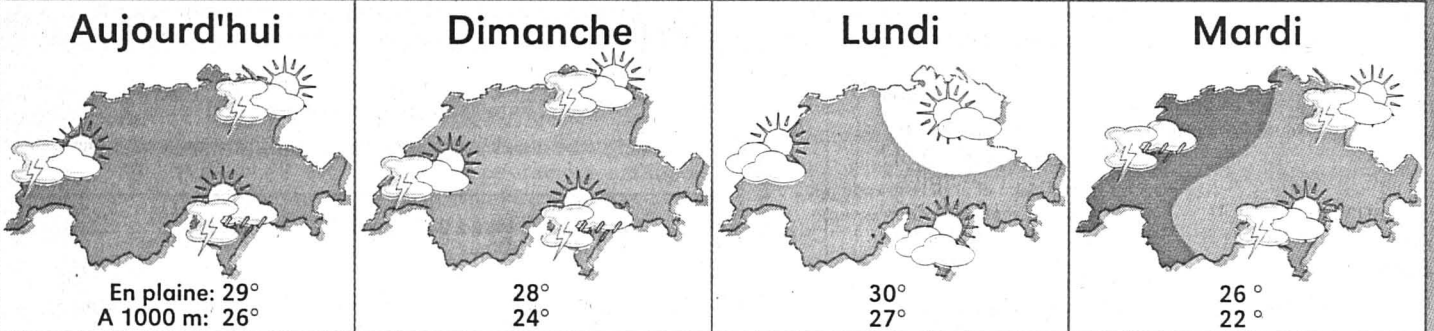 Aujourd'hui
Dimanche
Lundi
Mardi
En plaine: 29°
A 1000 m: 26°
28°
24°
30°
27°
26 °
22 °